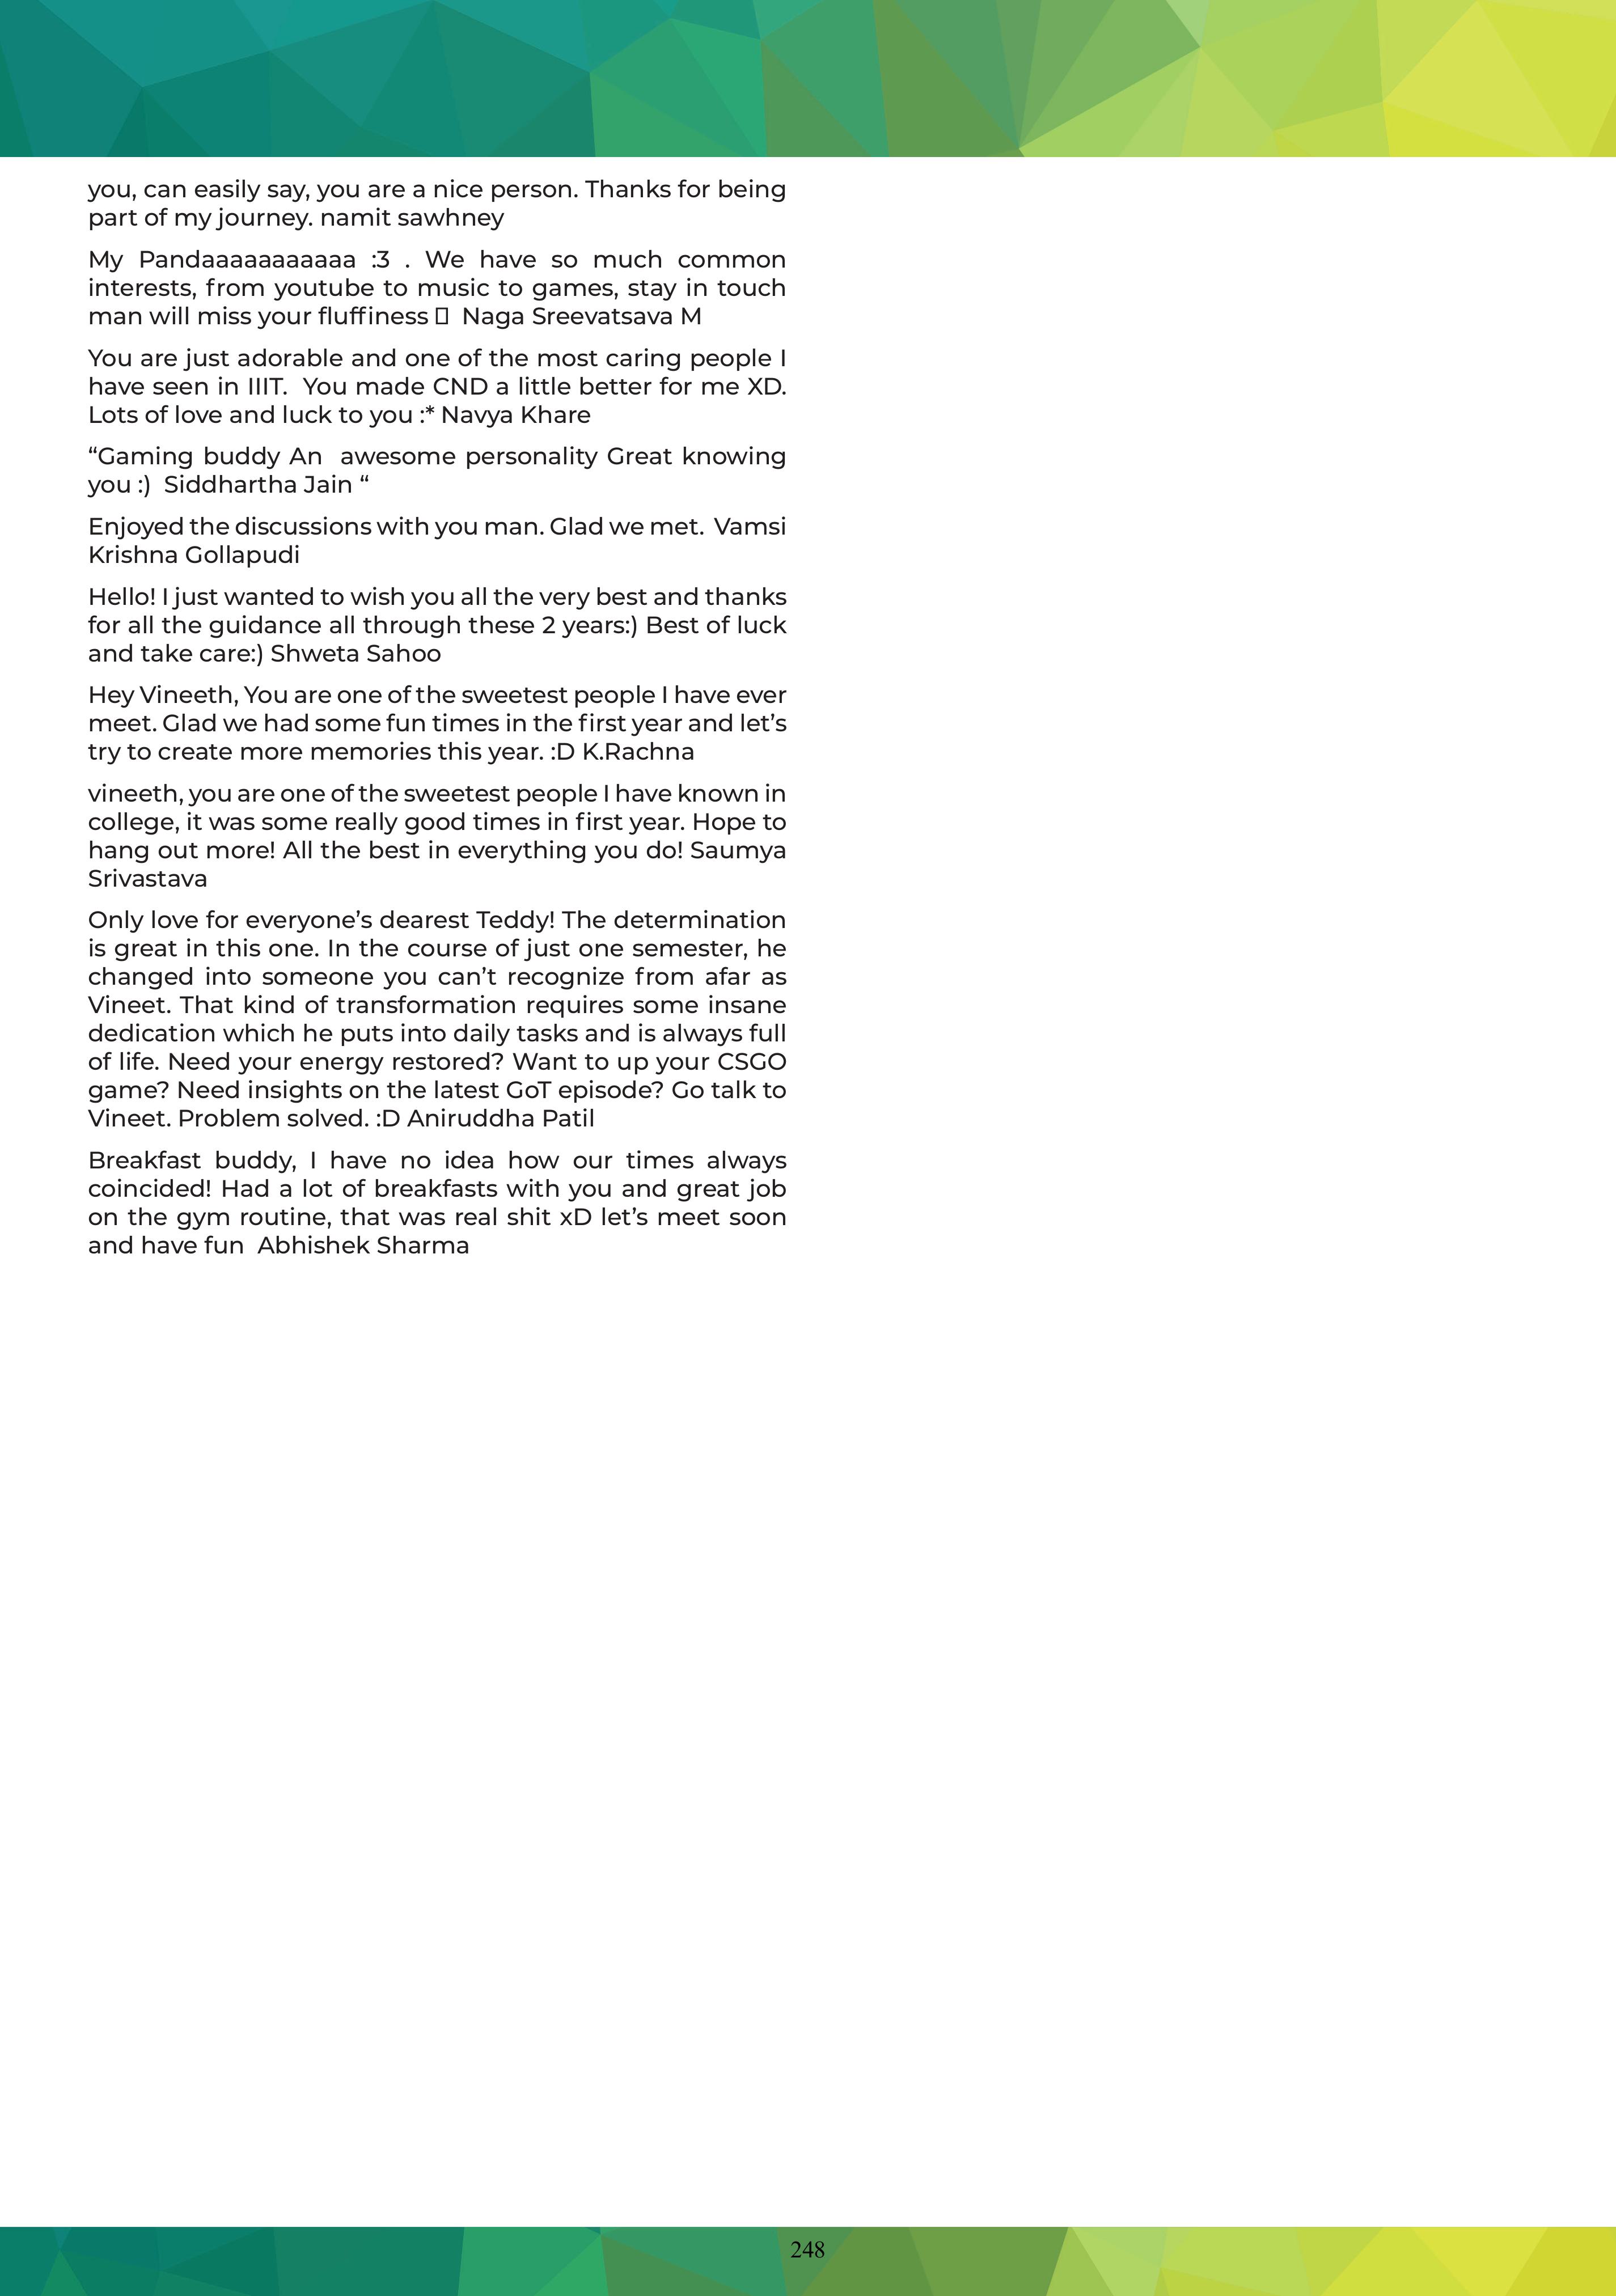 you, can easily say, you are a nice person. Thanks for being
part of my journey. namit sawhney
My Pandaaaaaaaaaaa :3 . We have so much common
interests, from youtube to music to games, stay in touch
man will miss your fluffiness  Naga Sreevatsava M
You are just adorable and one of the most caring people I
have seen in IIIT.  You made CND a little better for me XD.
Lots of love and luck to you :* Navya Khare
“Gaming buddy An  awesome personality Great knowing
you :)  Siddhartha Jain “
Enjoyed the discussions with you man. Glad we met.  Vamsi
Krishna Gollapudi
Hello! I just wanted to wish you all the very best and thanks
for all the guidance all through these 2 years:) Best of luck
and take care:) Shweta Sahoo
Hey Vineeth, You are one of the sweetest people I have ever
meet. Glad we had some fun times in the first year and let’s
try to create more memories this year. :D K.Rachna
vineeth, you are one of the sweetest people I have known in
college, it was some really good times in first year. Hope to
hang out more! All the best in everything you do! Saumya
Srivastava
Only love for everyone’s dearest Teddy! The determination
is great in this one. In the course of just one semester, he
changed into someone you can’t recognize from afar as
Vineet. That kind of transformation requires some insane
dedication which he puts into daily tasks and is always full
of life. Need your energy restored? Want to up your CSGO
game? Need insights on the latest GoT episode? Go talk to
Vineet. Problem solved. :D Aniruddha Patil
Breakfast buddy, I have no idea how our times always
coincided! Had a lot of breakfasts with you and great job
on the gym routine, that was real shit xD let’s meet soon
and have fun  Abhishek Sharma
248